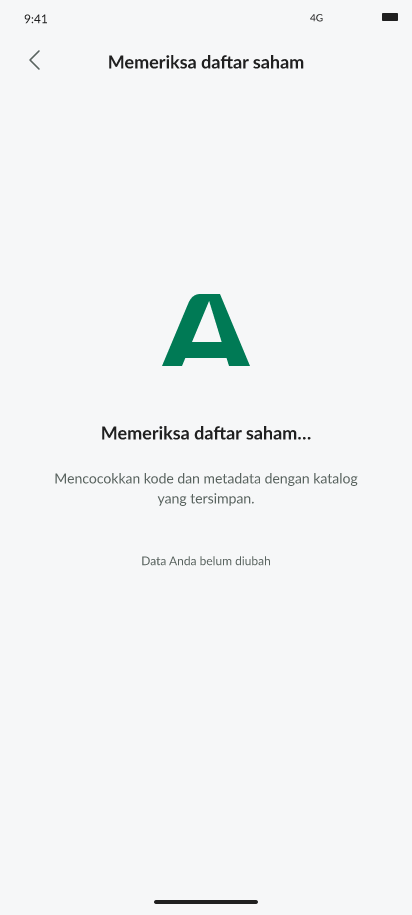 9:41
4G
Memeriksa daftar saham
Memeriksa daftar saham...
Mencocokkan kode dan metadata dengan katalog
yang tersimpan.
Data Anda belum diubah